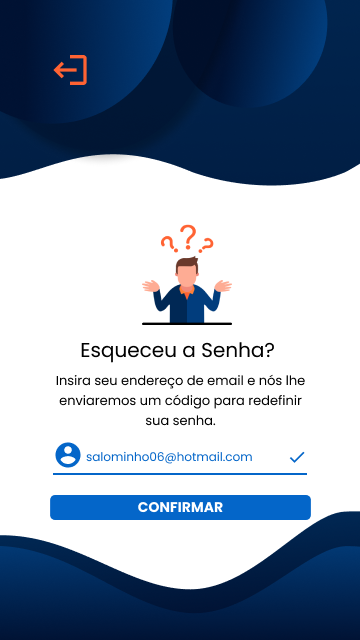 ? ? ?
Esqueceu a Senha?
Insira seu endereço de email e nós lhe
enviaremos um código para redefinir
sua senha.
salominho06@hotmail.com
CONFIRMAR